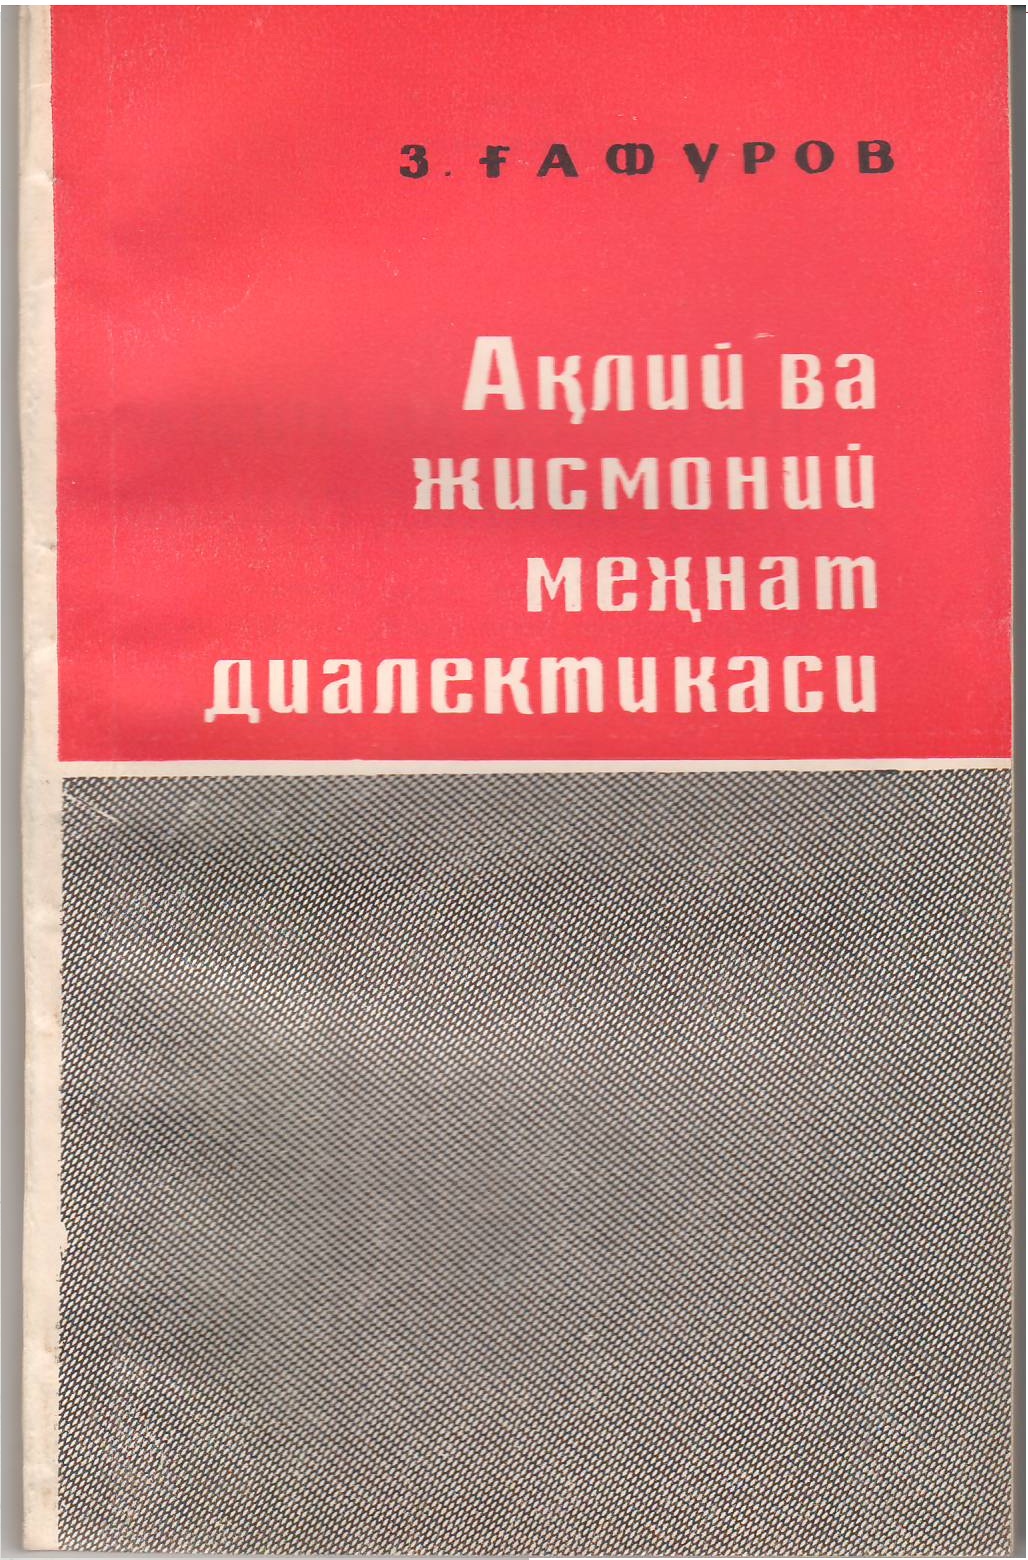 З. ҒАФУРОВ
Ақлий ва
жисмоний
меҳнат
диалектикаси